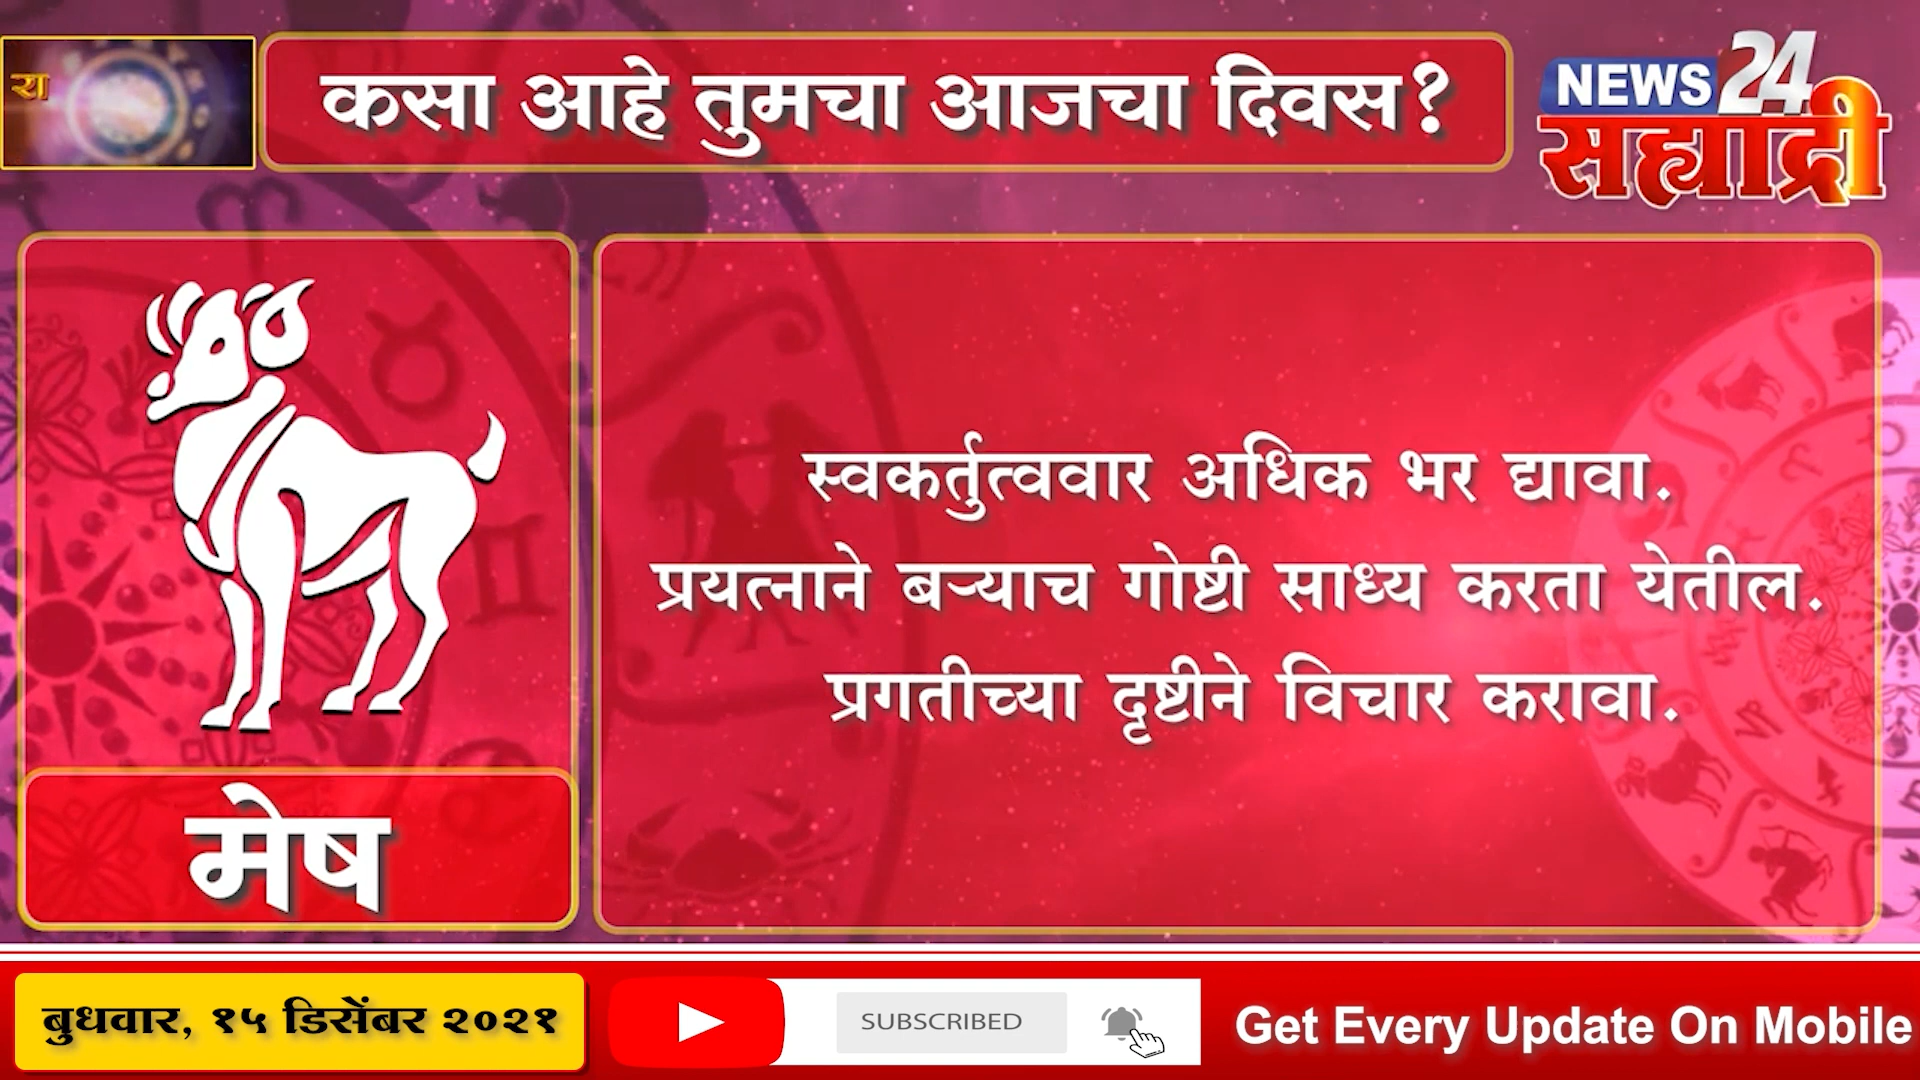 रा
कसा आहे तुमचा आजचा दिवस?
NEWS 24
सह्याद्री
स्वकर्तुत्ववार अधिक भर द्यावा.
प्रयत्नाने बऱ्याच गोष्टी साध्य करता येतील.
प्रगतीच्या दृष्टीने विचार करावा.
मेष
बुधवार, १५ डिसेंबर २०२१
SUBSCRIBED
Get Every Update On Mobile